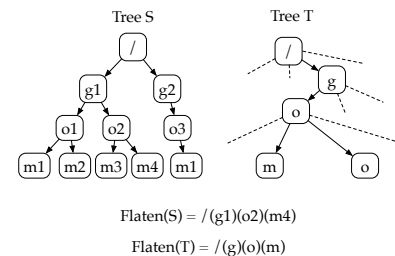 Tree S Tree T
/ /
g1 g2 g
o1 o2 o3 o
m1 m2 m3 m4 m1 m o
Flaten(S) = /(g1)(o2)(m4)
Flaten(T) = /(g)(o)(m)